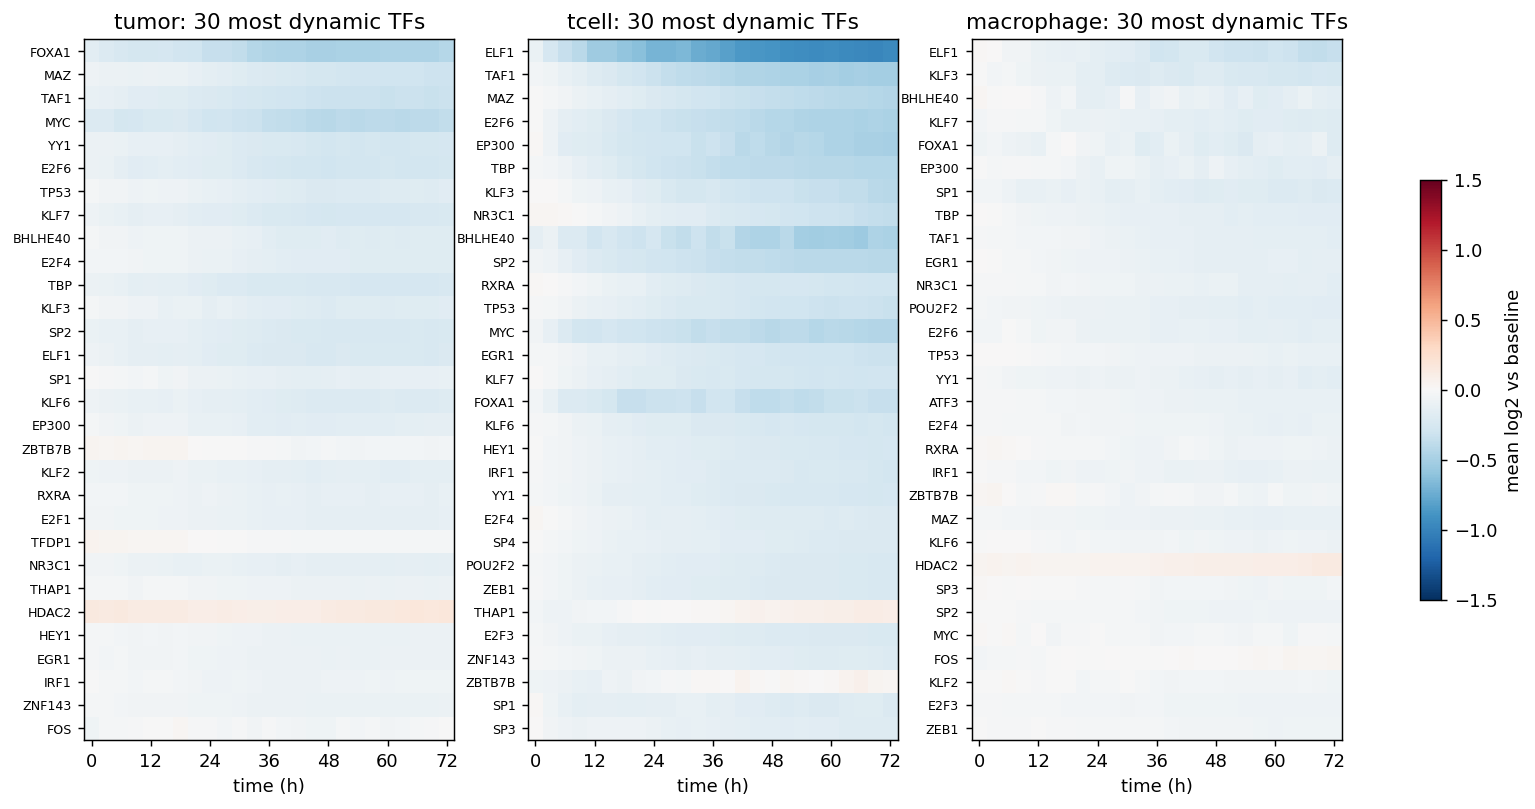 tumor: 30 most dynamic TFs
FOXA1
MAZ
TAF1
MYC
YY1
E2F6
TP53
KLF7
BHLHE40
E2F4
TBP
KLF3
SP2
ELF1
SP1
KLF6
EP300
ZBTB7B
KLF2
RXRA
E2F1
TFDP1
NR3C1
THAP1
HDAC2
HEY1
EGR1
IRF1
ZNF143
FOS
0 12 24 36 48 60 72
time (h)
tcell: 30 most dynamic TFs
ELF1
TAF1
MAZ
E2F6
EP300
TBP
KLF3
NR3C1
BHLHE40
SP2
RXRA
TP53
MYC
EGR1
KLF7
FOXA1
KLF6
HEY1
IRF1
YY1
E2F4
SP4
POU2F2
ZEB1
THAP1
E2F3
ZNF143
ZBTB7B
SP1
SP3
0 12 24 36 48 60 72
time (h)
macrophage: 30 most dynamic TFs
ELF1
KLF3
BHLHE40
KLF7
FOXA1
EP300
SP1
TBP
TAF1
EGR1
NR3C1
POU2F2
E2F6
TP53
YY1
ATF3
E2F4
RXRA
IRF1
ZBTB7B
MAZ
KLF6
HDAC2
SP3
SP2
MYC
FOS
KLF2
E2F3
ZEB1
0 12 24 36 48 60 72
time (h)
1.5
1.0
0.5
0.0
−0.5
−1.0
−1.5
mean log2 vs baseline